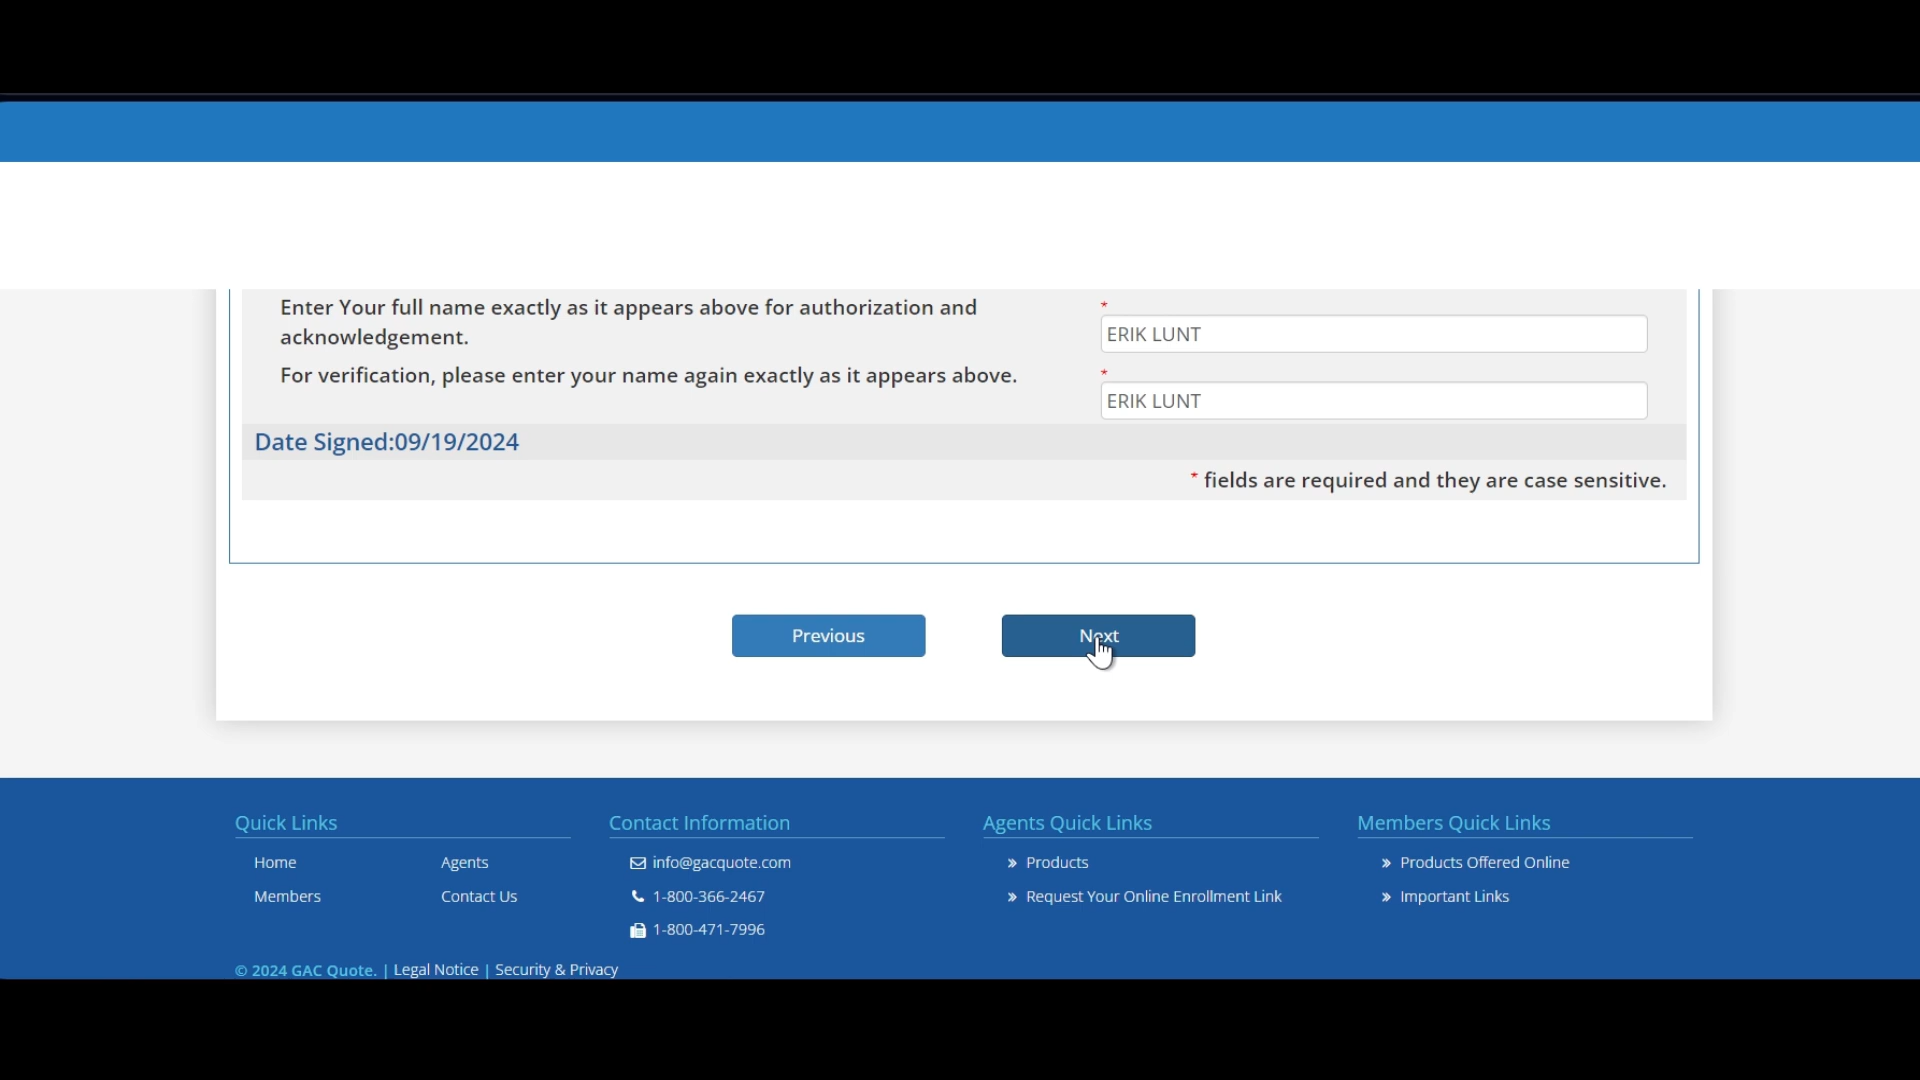 Enter Your full name exactly as it appears above for authorization and
acknowledgement.
*
ERIK LUNT
For verification, please enter your name again exactly as it appears above.
*
ERIK LUNT
Date Signed:09/19/2024
* fields are required and they are case sensitive.
Previous
Next
Quick Links
Home
Agents
Members
Contact Us
Contact Information
info@gacquote.com
1-800-366-2467
1-800-471-7996
Agents Quick Links
» Products
» Request Your Online Enrollment Link
Members Quick Links
» Products Offered Online
» Important Links
© 2024 GAC Quote. | Legal Notice | Security & Privacy